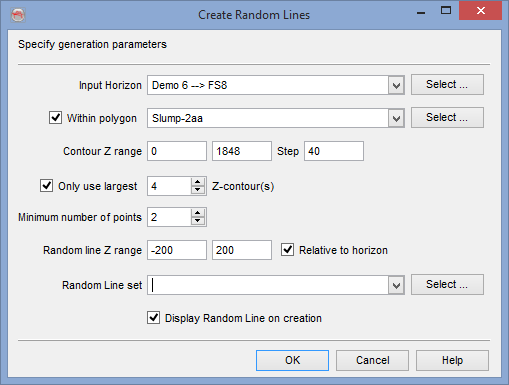 Create Random Lines
Specify generation parameters
Input Horizon Demo 6 --> FS8 Select ...
Within polygon Slump-2aa Select ...
Contour Z range 0 1848 Step 40
Only use largest 4 Z-contour(s)
Minimum number of points 2
Random line Z range -200 200 Relative to horizon
Random Line set Select ...
Display Random Line on creation
OK Cancel Help